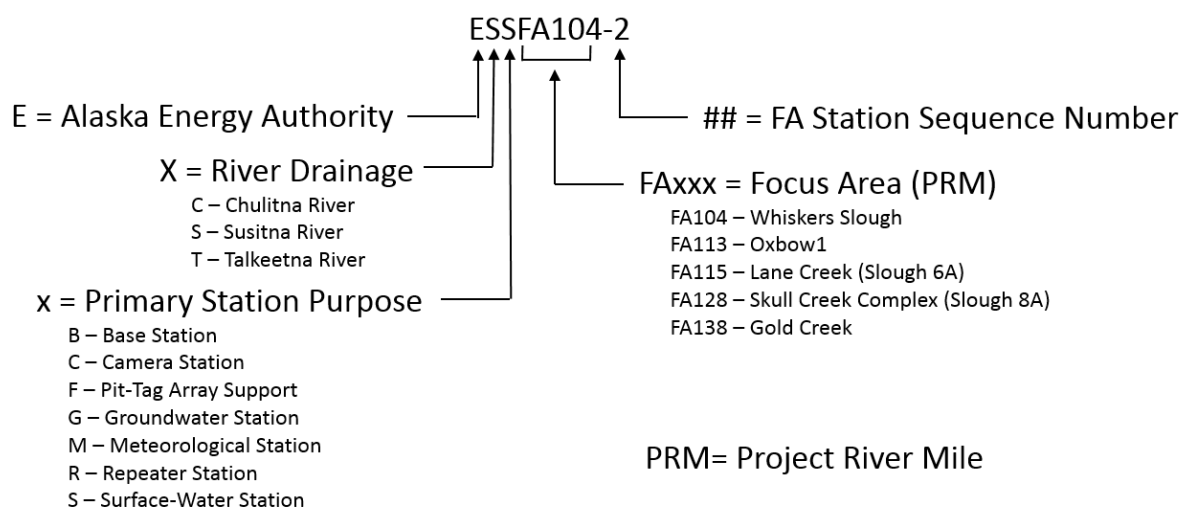 ESSFA104-2
E = Alaska Energy Authority
## = FA Station Sequence Number
X = River Drainage
C – Chulitna River
S – Susitna River
T – Talkeetna River
FAxxx = Focus Area (PRM)
FA104 – Whiskers Slough
FA113 – Oxbow1
FA115 – Lane Creek (Slough 6A)
FA128 – Skull Creek Complex (Slough 8A)
FA138 – Gold Creek
x = Primary Station Purpose
B – Base Station
C – Camera Station
F – Pit-Tag Array Support
G – Groundwater Station
M – Meteorological Station
R – Repeater Station
S – Surface-Water Station
PRM= Project River Mile